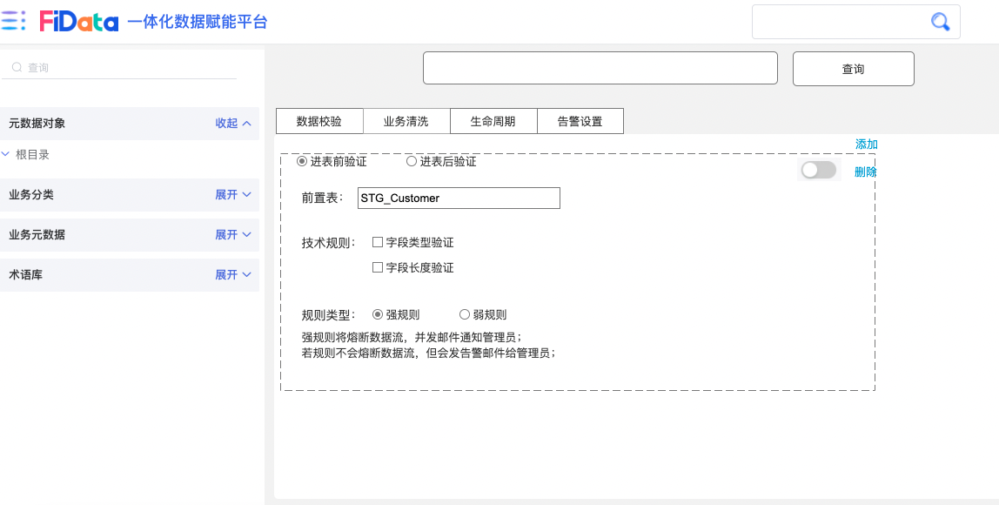 FiData 一体化数据赋能平台
查询
查询
元数据对象 收起
根目录
业务分类 展开
业务元数据 展开
术语库 展开
数据校验 业务清洗 生命周期 告警设置
添加
进表前验证 进表后验证
删除
前置表： STG_Customer
技术规则： 字段类型验证
字段长度验证
规则类型： 强规则 弱规则
强规则将熔断数据流，并发邮件通知管理员；
若规则不会熔断数据流，但会发告警邮件给管理员；